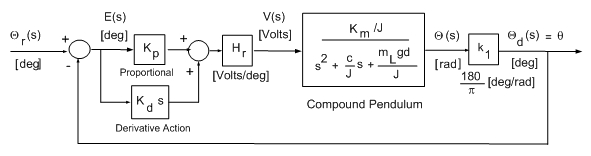 Θr(s)
[deg]
+
-
E(s)
[deg]
Kp
Proportional
Kd s
Derivative Action
+
+
Hr
[Volts/deg]
V(s)
[Volts]
Km/J
s² + c/J s + mLgd/J
Compound Pendulum
Θ(s)
[rad]
k1
180/π [deg/rad]
Θd(s) = θ
[deg]